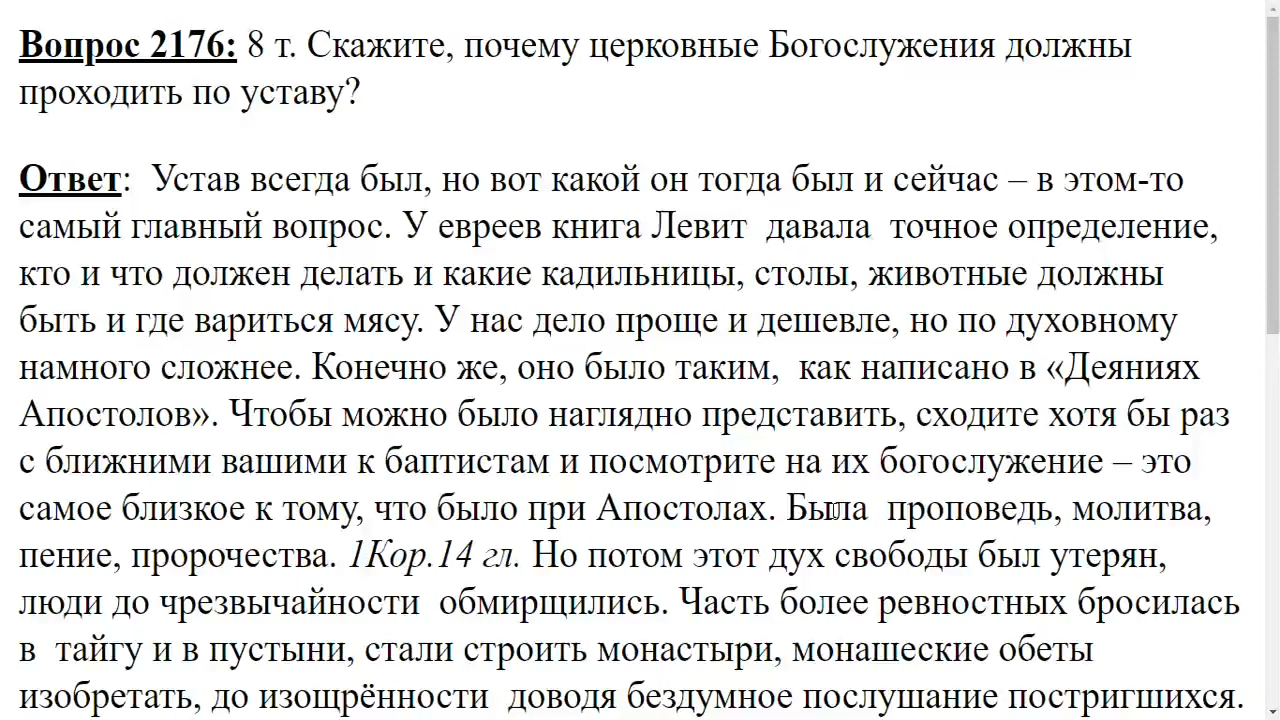 Вопрос 2176: 8 т. Скажите, почему церковные Богослужения должны
проходить по уставу?
Ответ:  Устав всегда был, но вот какой он тогда был и сейчас – в этом-то
самый главный вопрос. У евреев книга Левит  давала  точное определение,
кто и что должен делать и какие кадильницы, столы, животные должны
быть и где вариться мясу. У нас дело проще и дешевле, но по духовному
намного сложнее. Конечно же, оно было таким,  как написано в «Деяниях
Апостолов». Чтобы можно было наглядно представить, сходите хотя бы раз
с ближними вашими к баптистам и посмотрите на их богослужение – это
самое близкое к тому, что было при Апостолах. Была  проповедь, молитва,
пение, пророчества. 1Кор.14 гл. Но потом этот дух свободы был утерян,
люди до чрезвычайности  обмирщились. Часть более ревностных бросилась
в  тайгу и в пустыни, стали строить монастыри, монашеские обеты
изобретать, до изощрённости  доводя бездумное послушание постригшихся.